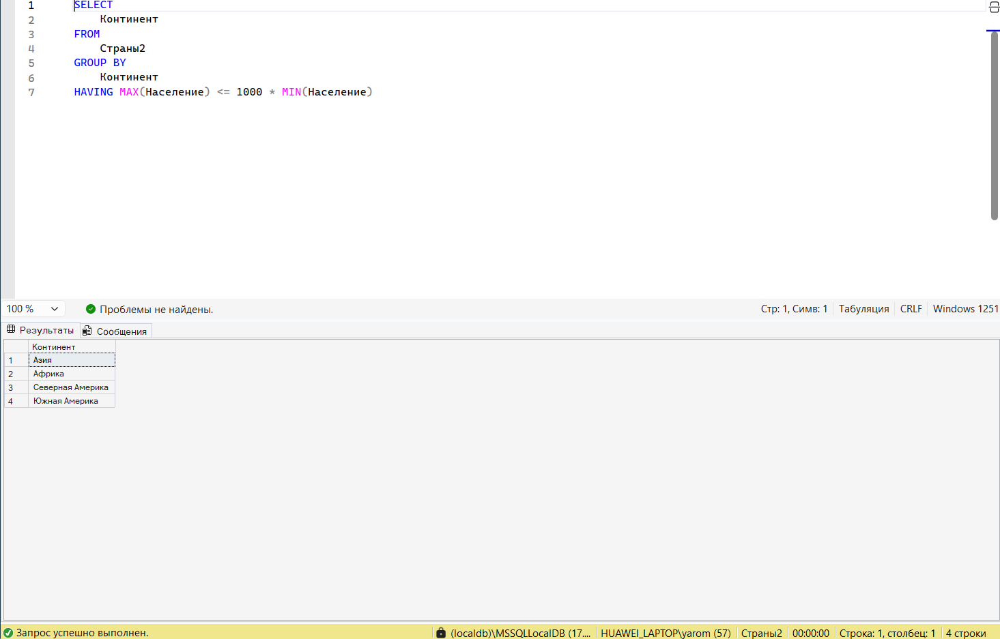 1 SELECT
2 Континент
3 FROM
4 Страны2
5 GROUP BY
6 Континент
7 HAVING MAX(Население) <= 1000 * MIN(Население)
100 % Проблемы не найдены. Стр: 1, Симв: 1 Табуляция CRLF Windows 1251
Результаты Сообщения
Континент
1 Азия
2 Африка
3 Северная Америка
4 Южная Америка
Запрос успешно выполнен. (localdb)\MSSQLLocalDB (17.... HUAWEI_LAPTOP\yarom (57) Страны2 00:00:00 Строка: 1, столбец: 1 4 строки